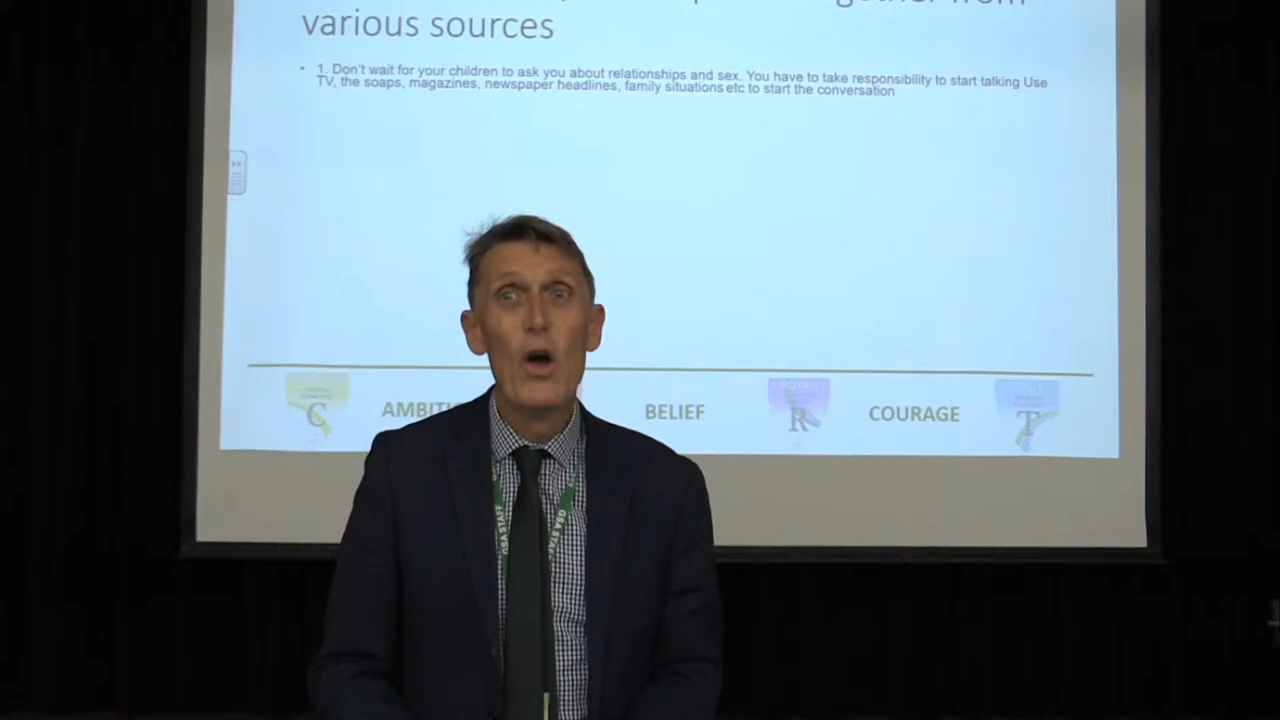 from
various sources
• 1. Don't wait for your children to ask you about relationships and sex. You have to take responsibility to start talking Use
TV, the soaps, magazines, newspaper headlines, family situations etc to start the conversation
C
BELIEF
R
COURAGE
T
STAFF